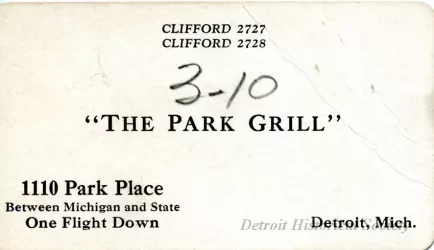 CLIFFORD 2727
CLIFFORD 2728
3-10
"THE PARK GRILL"
1110 Park Place
Between Michigan and State
One Flight Down
Detroit, Mich.
Detroit Historical Society